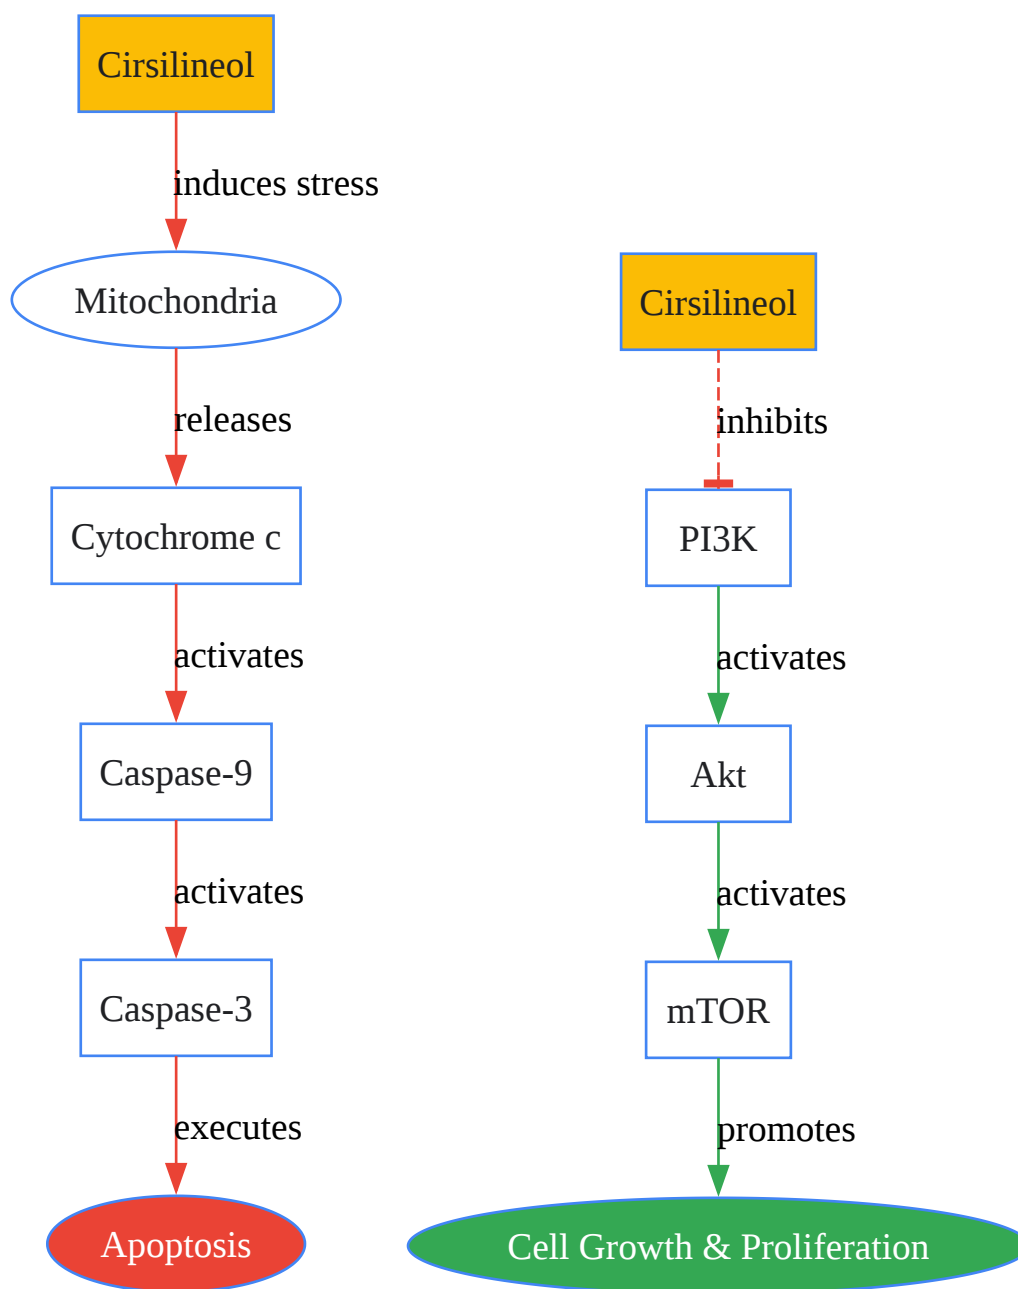 Cirsilineol
induces stress
Mitochondria
releases
Cytochrome c
activates
Caspase-9
activates
Caspase-3
executes
Apoptosis
Cirsilineol
inhibits
PI3K
activates
Akt
activates
mTOR
promotes
Cell Growth & Proliferation